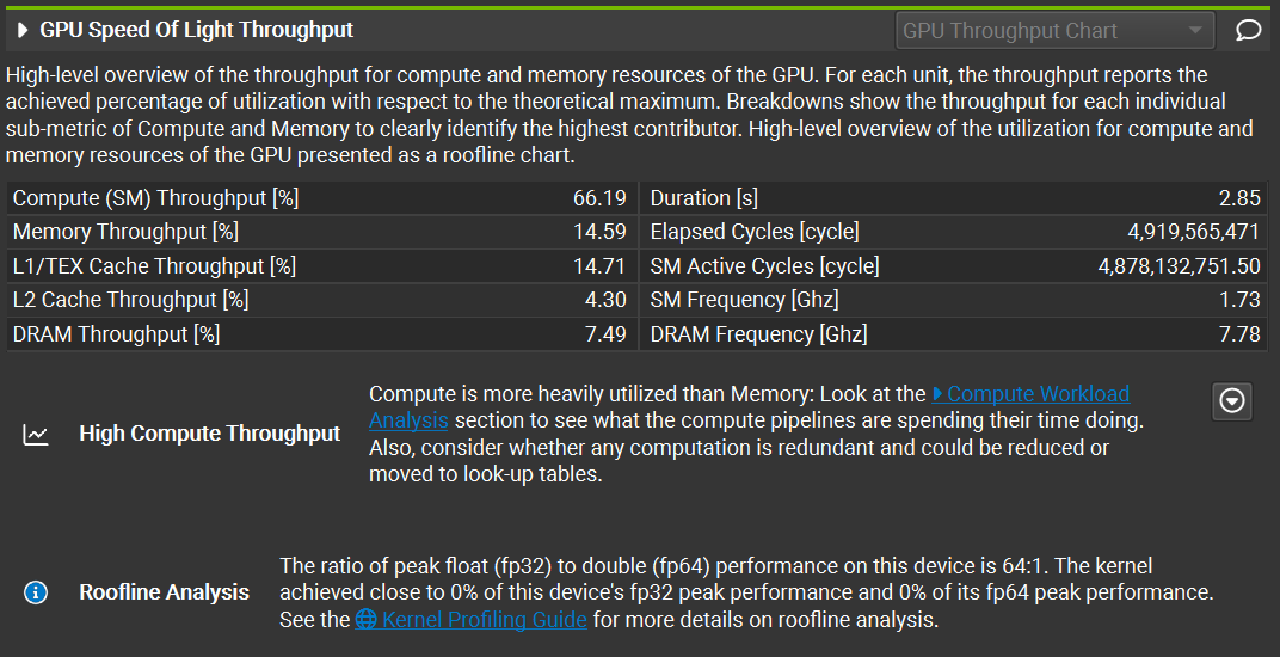 GPU Speed Of Light Throughput
GPU Throughput Chart
High-level overview of the throughput for compute and memory resources of the GPU. For each unit, the throughput reports the
achieved percentage of utilization with respect to the theoretical maximum. Breakdowns show the throughput for each individual
sub-metric of Compute and Memory to clearly identify the highest contributor. High-level overview of the utilization for compute and
memory resources of the GPU presented as a roofline chart.
Compute (SM) Throughput [%] 66.19 Duration [s] 2.85
Memory Throughput [%] 14.59 Elapsed Cycles [cycle] 4,919,565,471
L1/TEX Cache Throughput [%] 14.71 SM Active Cycles [cycle] 4,878,132,751.50
L2 Cache Throughput [%] 4.30 SM Frequency [Ghz] 1.73
DRAM Throughput [%] 7.49 DRAM Frequency [Ghz] 7.78
High Compute Throughput
Compute is more heavily utilized than Memory: Look at the Compute Workload
Analysis section to see what the compute pipelines are spending their time doing.
Also, consider whether any computation is redundant and could be reduced or
moved to look-up tables.
Roofline Analysis
The ratio of peak float (fp32) to double (fp64) performance on this device is 64:1. The kernel
achieved close to 0% of this device's fp32 peak performance and 0% of its fp64 peak performance.
See the Kernel Profiling Guide for more details on roofline analysis.